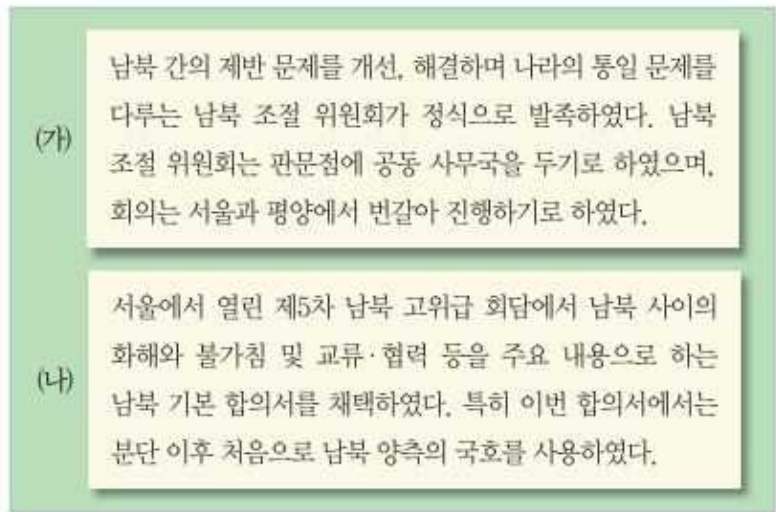 (가)
남북 간의 제반 문제를 개선, 해결하며 나라의 통일 문제를
다루는 남북 조절 위원회가 정식으로 발족하였다. 남북
조절 위원회는 판문점에 공동 사무국을 두기로 하였으며,
회의는 서울과 평양에서 번갈아 진행하기로 하였다.
(나)
서울에서 열린 제5차 남북 고위급 회담에서 남북 사이의
화해와 불가침 및 교류·협력 등을 주요 내용으로 하는
남북 기본 합의서를 채택하였다. 특히 이번 합의서에서는
분단 이후 처음으로 남북 양측의 국호를 사용하였다.